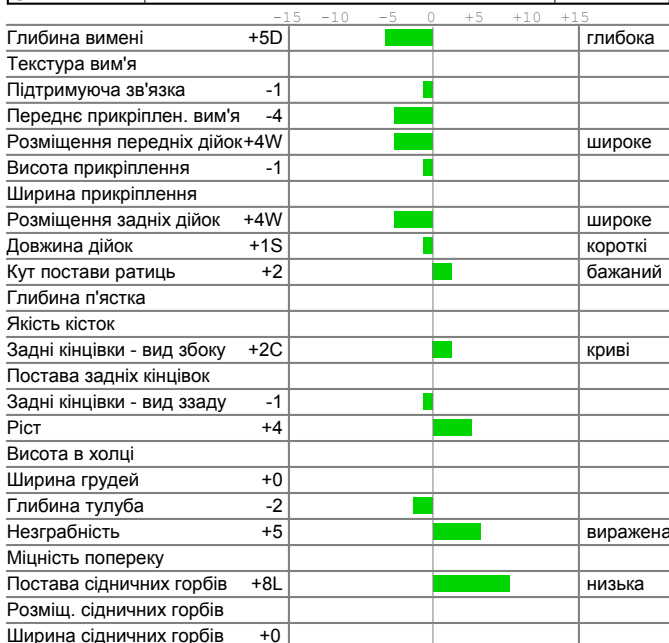 -15 -10 -5 0 +5 +10 +15
Глибина вимені +5D глибока
Текстура вим'я
Підтримуюча зв'язка -1
Переднє прикріплен. вим'я -4
Розміщення передніх дійок+4W широке
Висота прикріплення -1
Ширина прикріплення
Розміщення задніх дійок +4W широке
Довжина дійок +1S короткі
Кут постави ратиць +2 бажаний
Глибина п'ястка
Якість кісток
Задні кінцівки - вид збоку +2C криві
Постава задніх кінцівок
Задні кінцівки - вид ззаду -1
Ріст +4
Висота в холці
Ширина грудей +0
Глибина тулуба -2
Незграбність +5 виражена
Міцність попереку
Постава сідничних горбів +8L низька
Розміщ. сідничних горбів
Ширина сідничних горбів +0